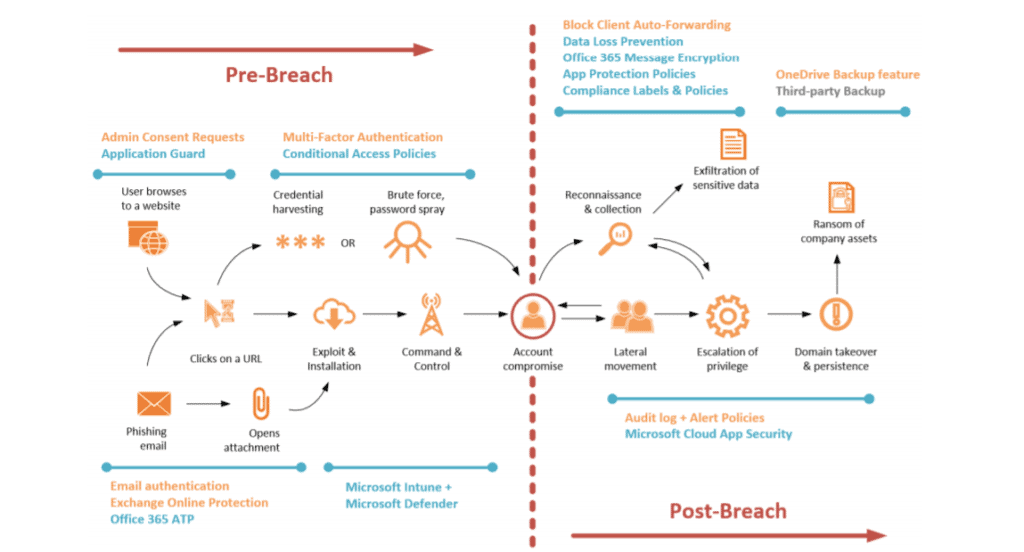 Pre-Breach
Block Client Auto-Forwarding
Data Loss Prevention
Office 365 Message Encryption
App Protection Policies
Compliance Labels & Policies
OneDrive Backup feature
Third-party Backup
Admin Consent Requests
Application Guard
Multi-Factor Authentication
Conditional Access Policies
User browses
to a website
Credential
harvesting
***
OR
Brute force,
password spray
Reconnaissance
& collection
Exfiltration of
sensitive data
Ransom of
company assets
Clicks on a URL
Exploit &
Installation
Command &
Control
Account
compromise
Lateral
movement
Escalation of
privilege
Domain takeover
& persistence
Phishing
email
Opens
attachment
Audit log + Alert Policies
Microsoft Cloud App Security
Email authentication
Exchange Online Protection
Office 365 ATP
Microsoft Intune +
Microsoft Defender
Post-Breach